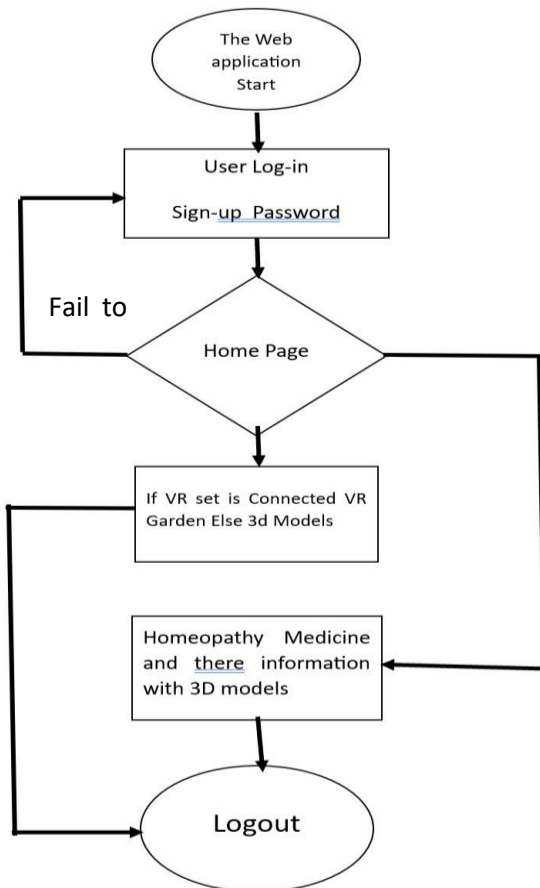 The Web
application
Start
User Log-in
Sign-up Password
Fail to
Home Page
If VR set is Connected VR
Garden Else 3d Models
Homeopathy Medicine
and there information
with 3D models
Logout